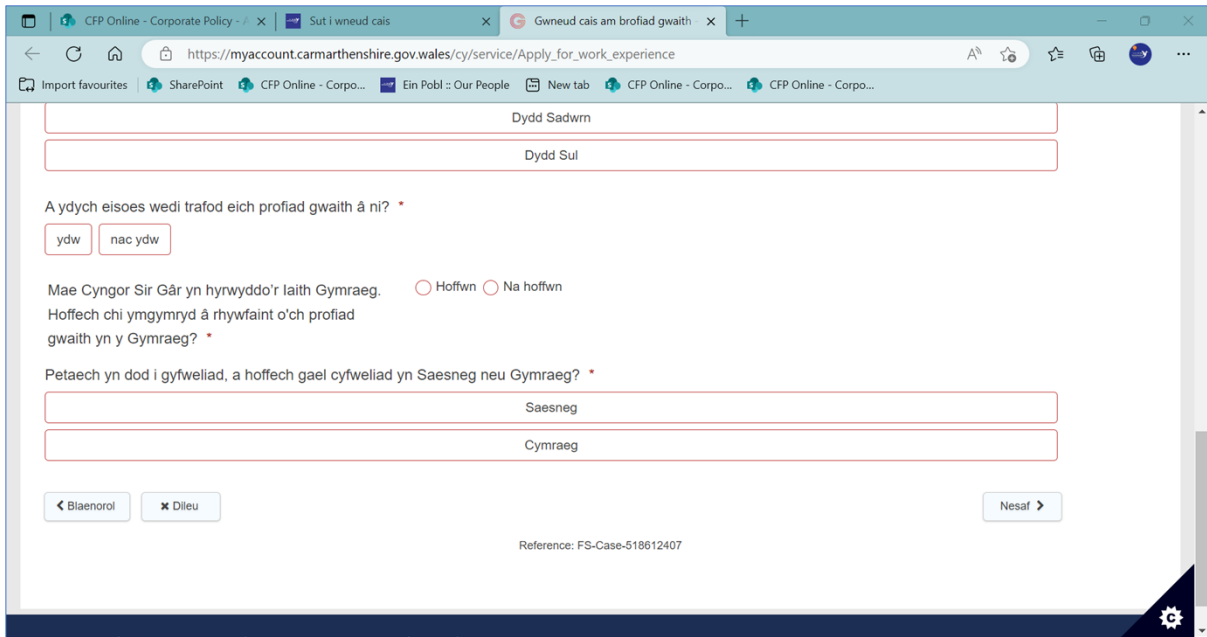 CFP Online - Corporate Policy - A
Sut i wneud cais
Gwneud cais am brofiad gwaith -
https://myaccount.carmarthenshire.gov.wales/cy/service/Apply_for_work_experience
Import favourites SharePoint CFP Online - Corpo... Ein Pobl :: Our People New tab CFP Online - Corpo... CFP Online - Corpo...
Dydd Sadwrn
Dydd Sul
A ydych eisoes wedi trafod eich profiad gwaith â ni? *
ydw nac ydw
Mae Cyngor Sir Gâr yn hyrwyddo'r Iaith Gymraeg.
Hoffech chi ymgymryd â rhywfaint o'ch profiad
gwaith yn y Gymraeg? *
Hoffwn Na hoffwn
Petaech yn dod i gyfweliad, a hoffech gael cyfweliad yn Saesneg neu Gymraeg? *
Saesneg
Cymraeg
Blaenorol Dileu Nesaf
Reference: FS-Case-518612407